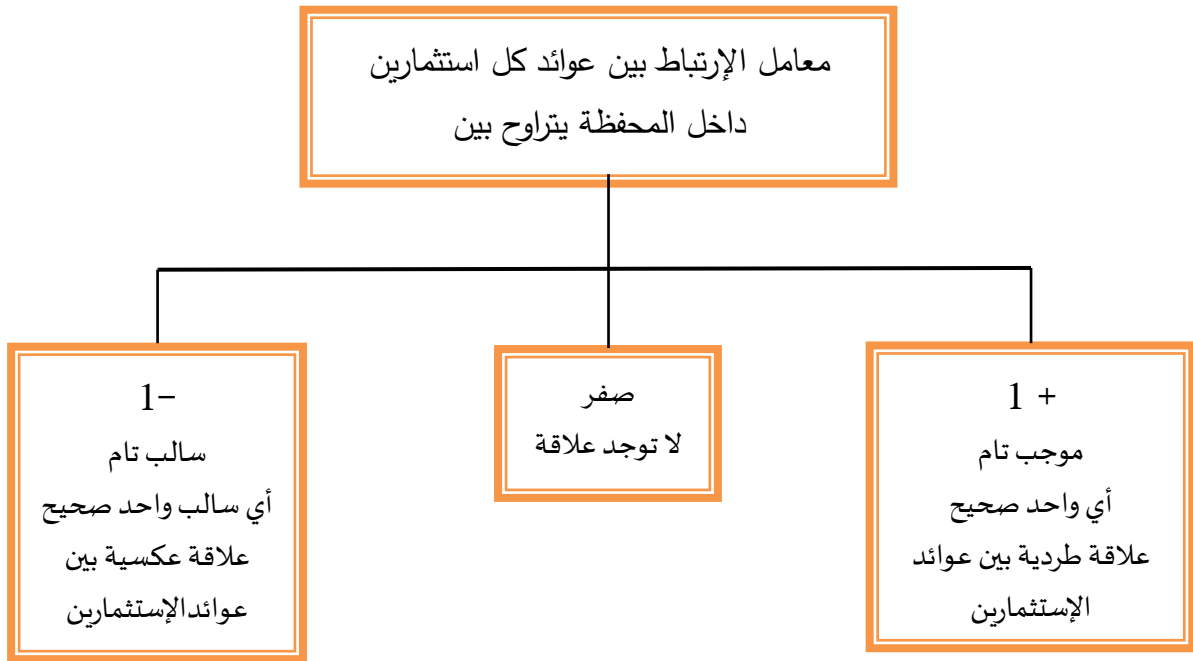 معامل الإرتباط بين عوائد كل استثمارين
داخل المحفظة يتراوح بين
+ 1
موجب تام
أي واحد صحيح
علاقة طردية بين عوائد
الإستثمارين
صفر
لا توجد علاقة
1-
سالب تام
أي سالب واحد صحيح
علاقة عكسية بين
عوائدالإستثمارين